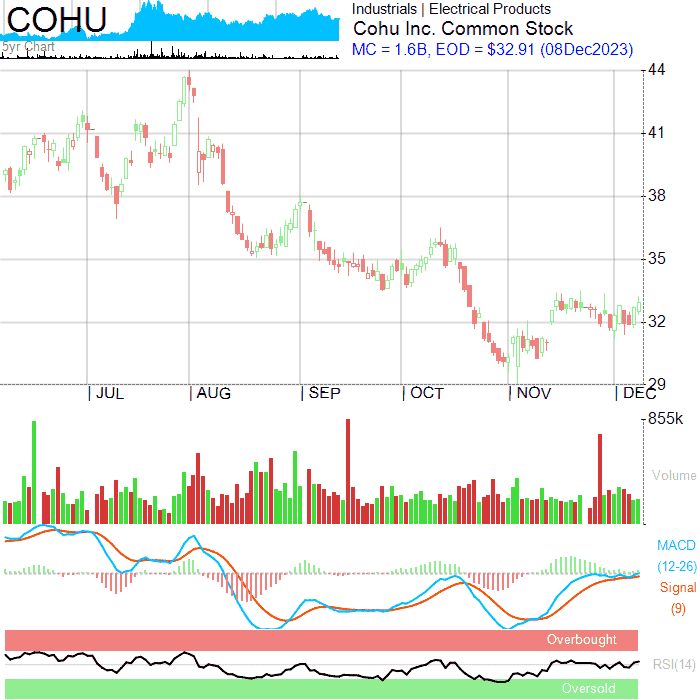 COHU
5yr Chart
Industrials | Electrical Products
Cohu Inc. Common Stock
MC = 1.6B, EOD = $32.91 (08Dec2023)
44
41
38
35
32
29
| JUL | AUG | SEP | OCT | NOV | DEC
855k
Volume
MACD
(12-26)
Signal
(9)
Overbought
RSI(14)
Oversold